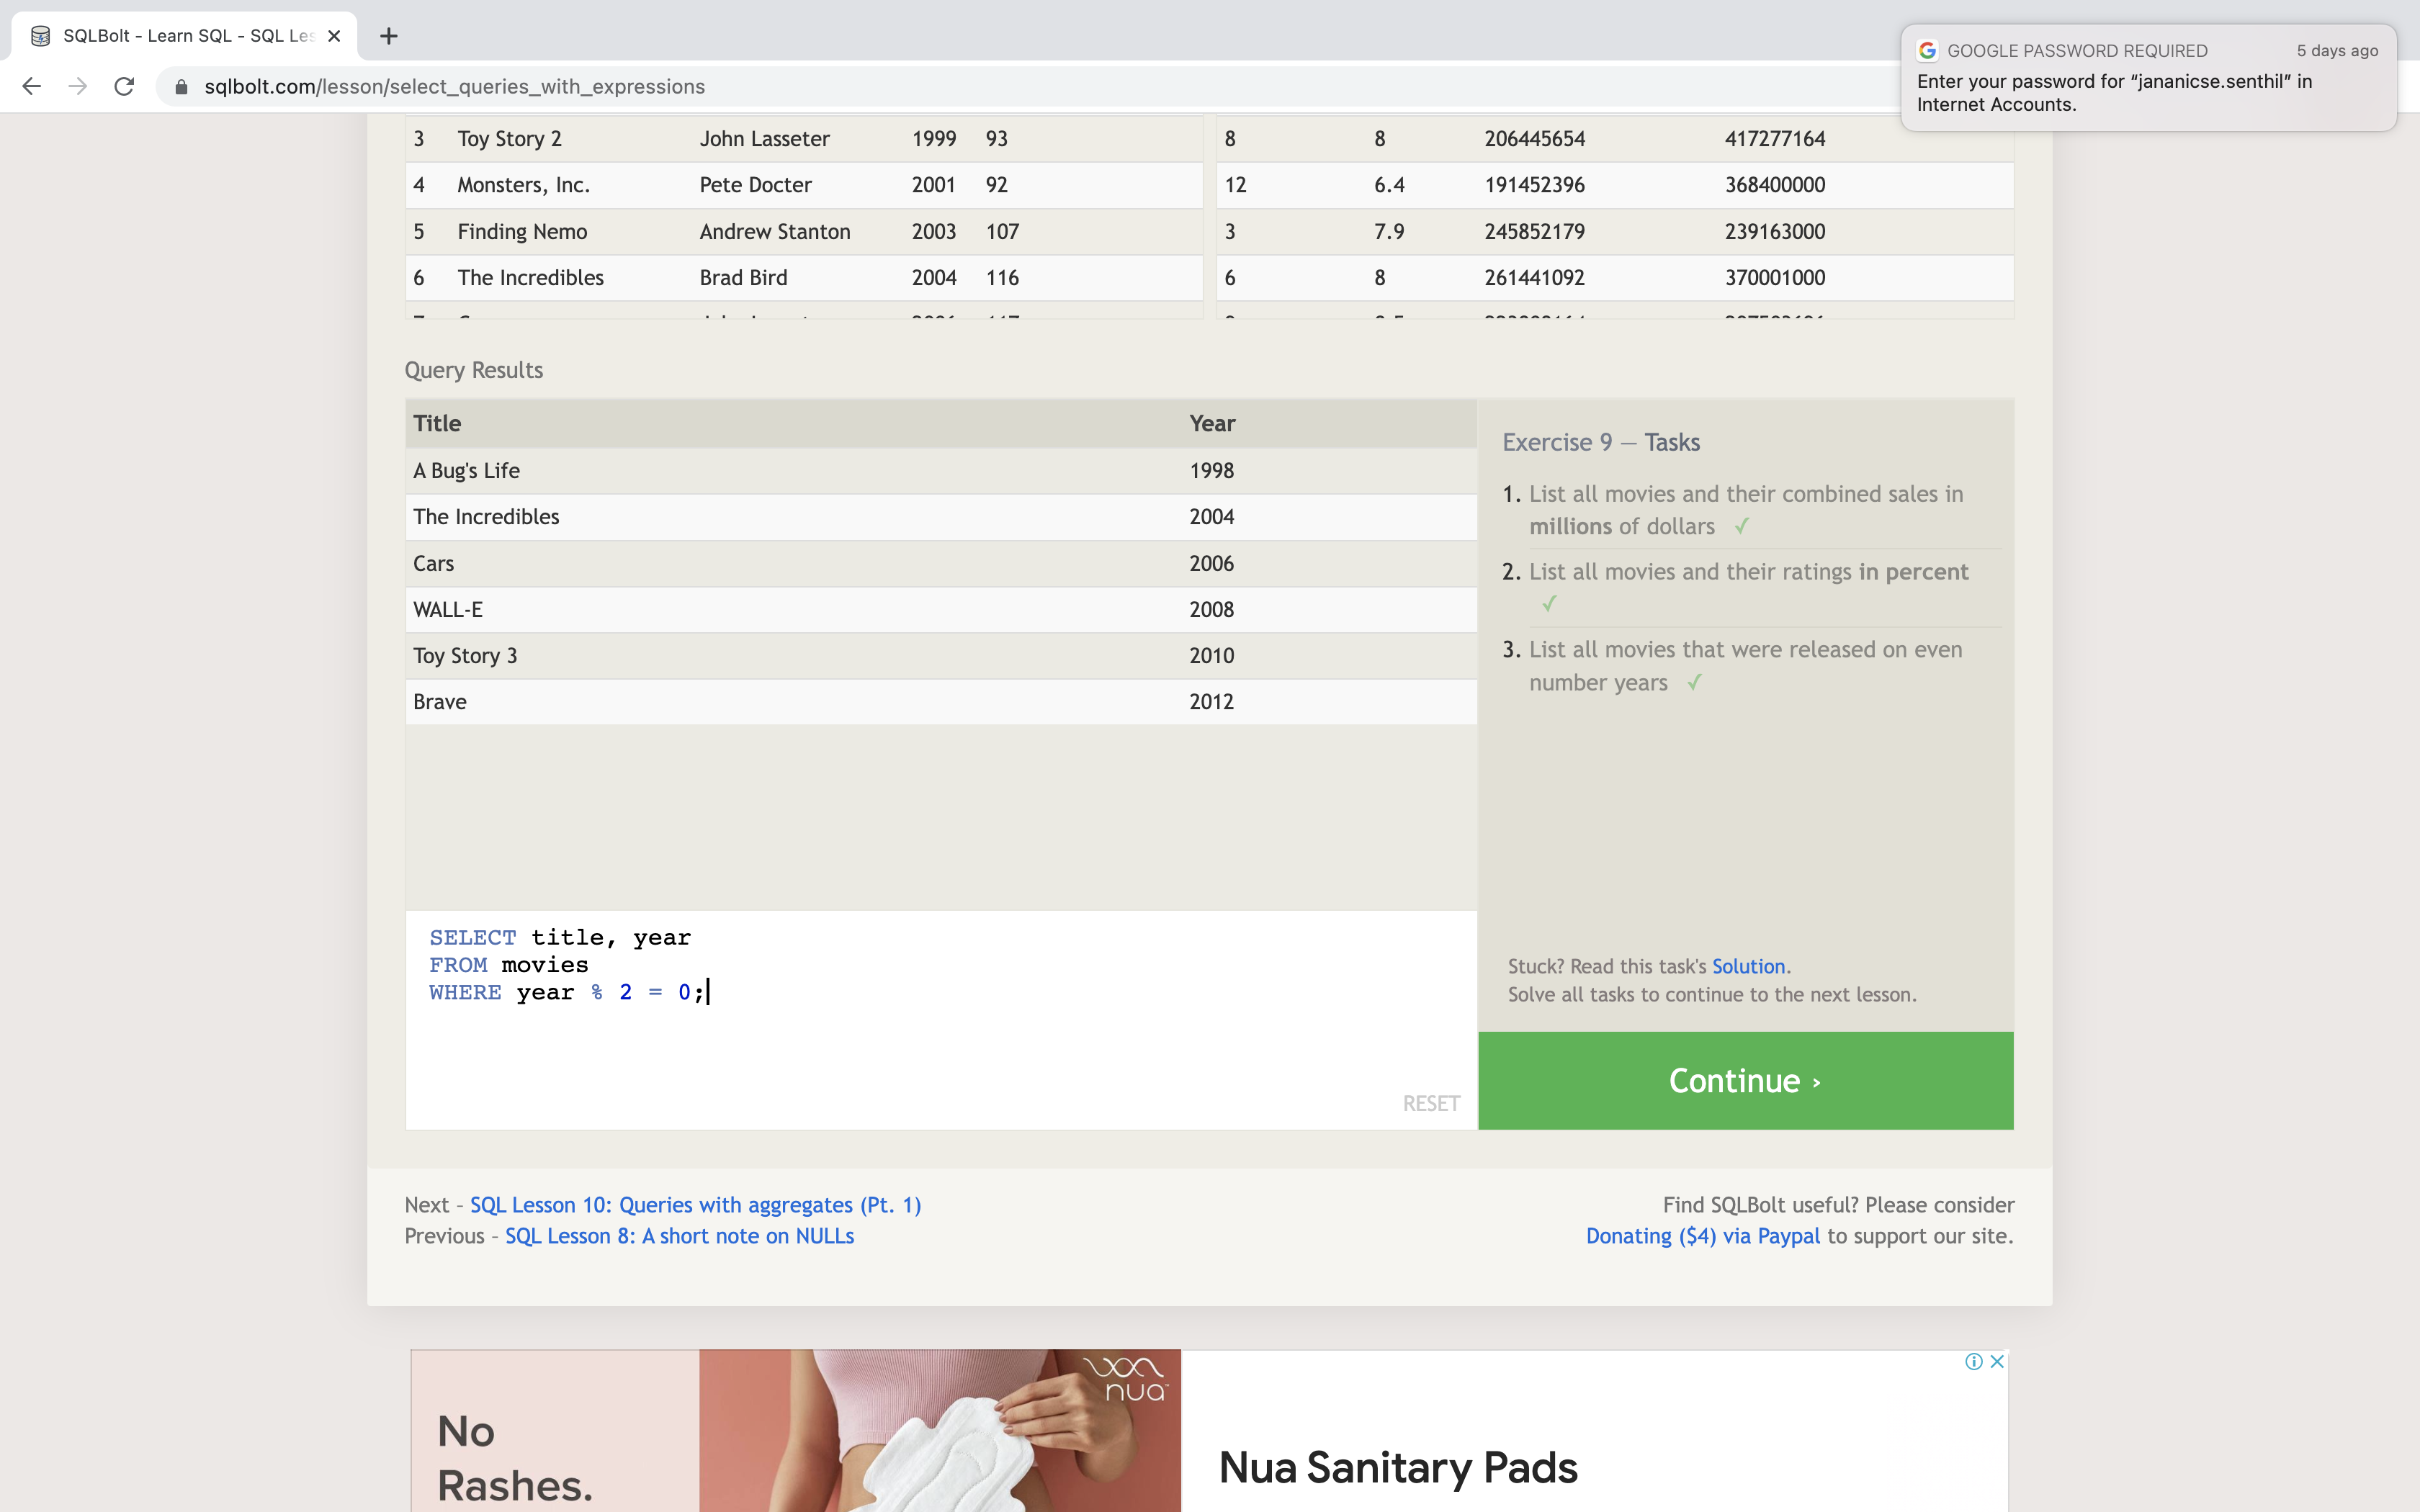 SQLBolt - Learn SQL - SQL Les
GOOGLE PASSWORD REQUIRED 5 days ago
Enter your password for “jananicse.senthil” in
Internet Accounts.
sqlbolt.com/lesson/select_queries_with_expressions
3 Toy Story 2 John Lasseter 1999 93 8 8 206445654 417277164
4 Monsters, Inc. Pete Docter 2001 92 12 6.4 191452396 368400000
5 Finding Nemo Andrew Stanton 2003 107 3 7.9 245852179 239163000
6 The Incredibles Brad Bird 2004 116 6 8 261441092 370001000
Query Results
Title Year
A Bug's Life 1998
The Incredibles 2004
Cars 2006
WALL-E 2008
Toy Story 3 2010
Brave 2012
Exercise 9 — Tasks
1. List all movies and their combined sales in
millions of dollars ✓
2. List all movies and their ratings in percent
✓
3. List all movies that were released on even
number years ✓
SELECT title, year
FROM movies
WHERE year % 2 = 0;
RESET
Stuck? Read this task's Solution.
Solve all tasks to continue to the next lesson.
Continue ›
Next – SQL Lesson 10: Queries with aggregates (Pt. 1)
Previous – SQL Lesson 8: A short note on NULLs
Find SQLBolt useful? Please consider
Donating ($4) via Paypal to support our site.
No
Rashes.
nua
Nua Sanitary Pads